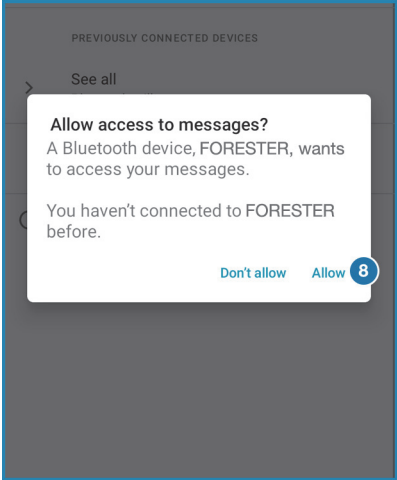 PREVIOUSLY CONNECTED DEVICES
See all
Allow access to messages?
A Bluetooth device, FORESTER, wants
to access your messages.
You haven't connected to FORESTER
before.
Don't allow Allow 8